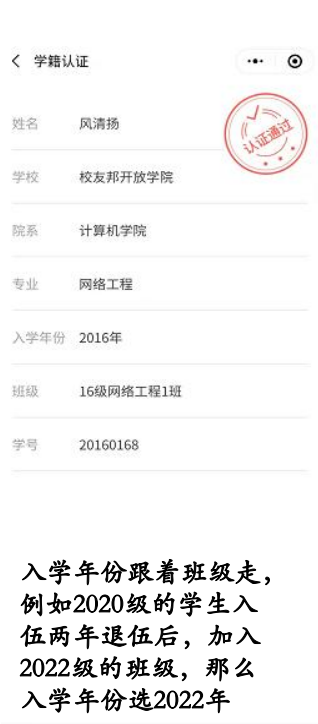 学籍认证
姓名 风清扬
认证通过
学校 校友邦开放学院
院系 计算机学院
专业 网络工程
入学年份 2016年
班级 16级网络工程1班
学号 20160168
入学年份跟着班级走，
例如2020级的学生入
伍两年退伍后，加入
2022级的班级，那么
入学年份选2022年